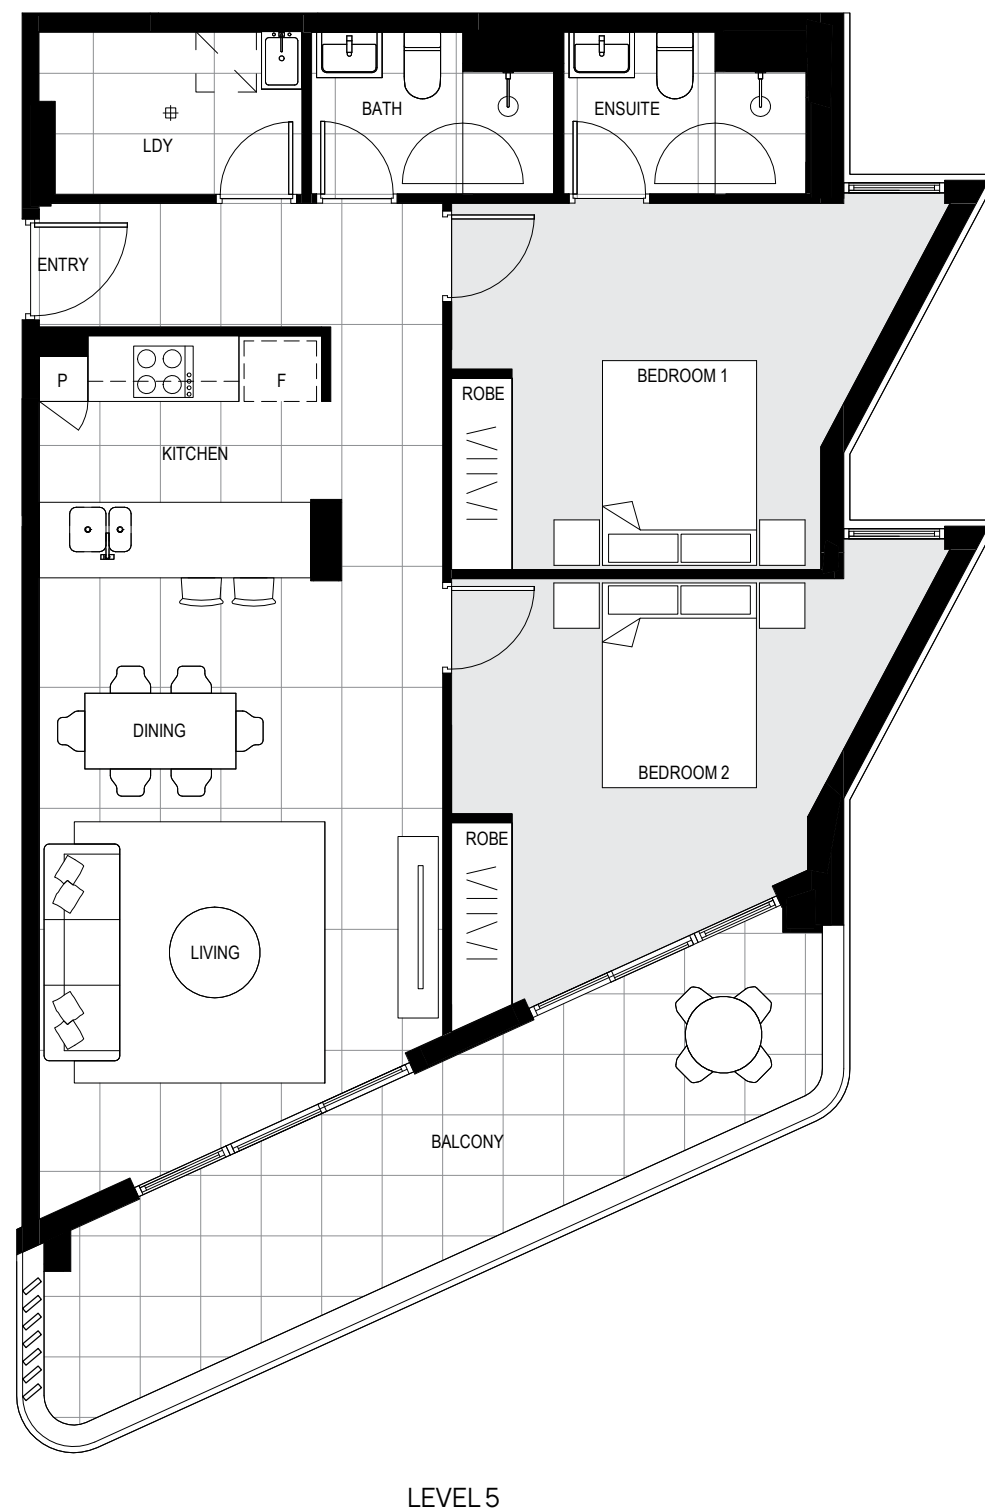 BATH
ENSUITE
LDY
ENTRY
P
F
BEDROOM 1
ROBE
KITCHEN
DINING
BEDROOM 2
ROBE
LIVING
BALCONY
LEVEL 5